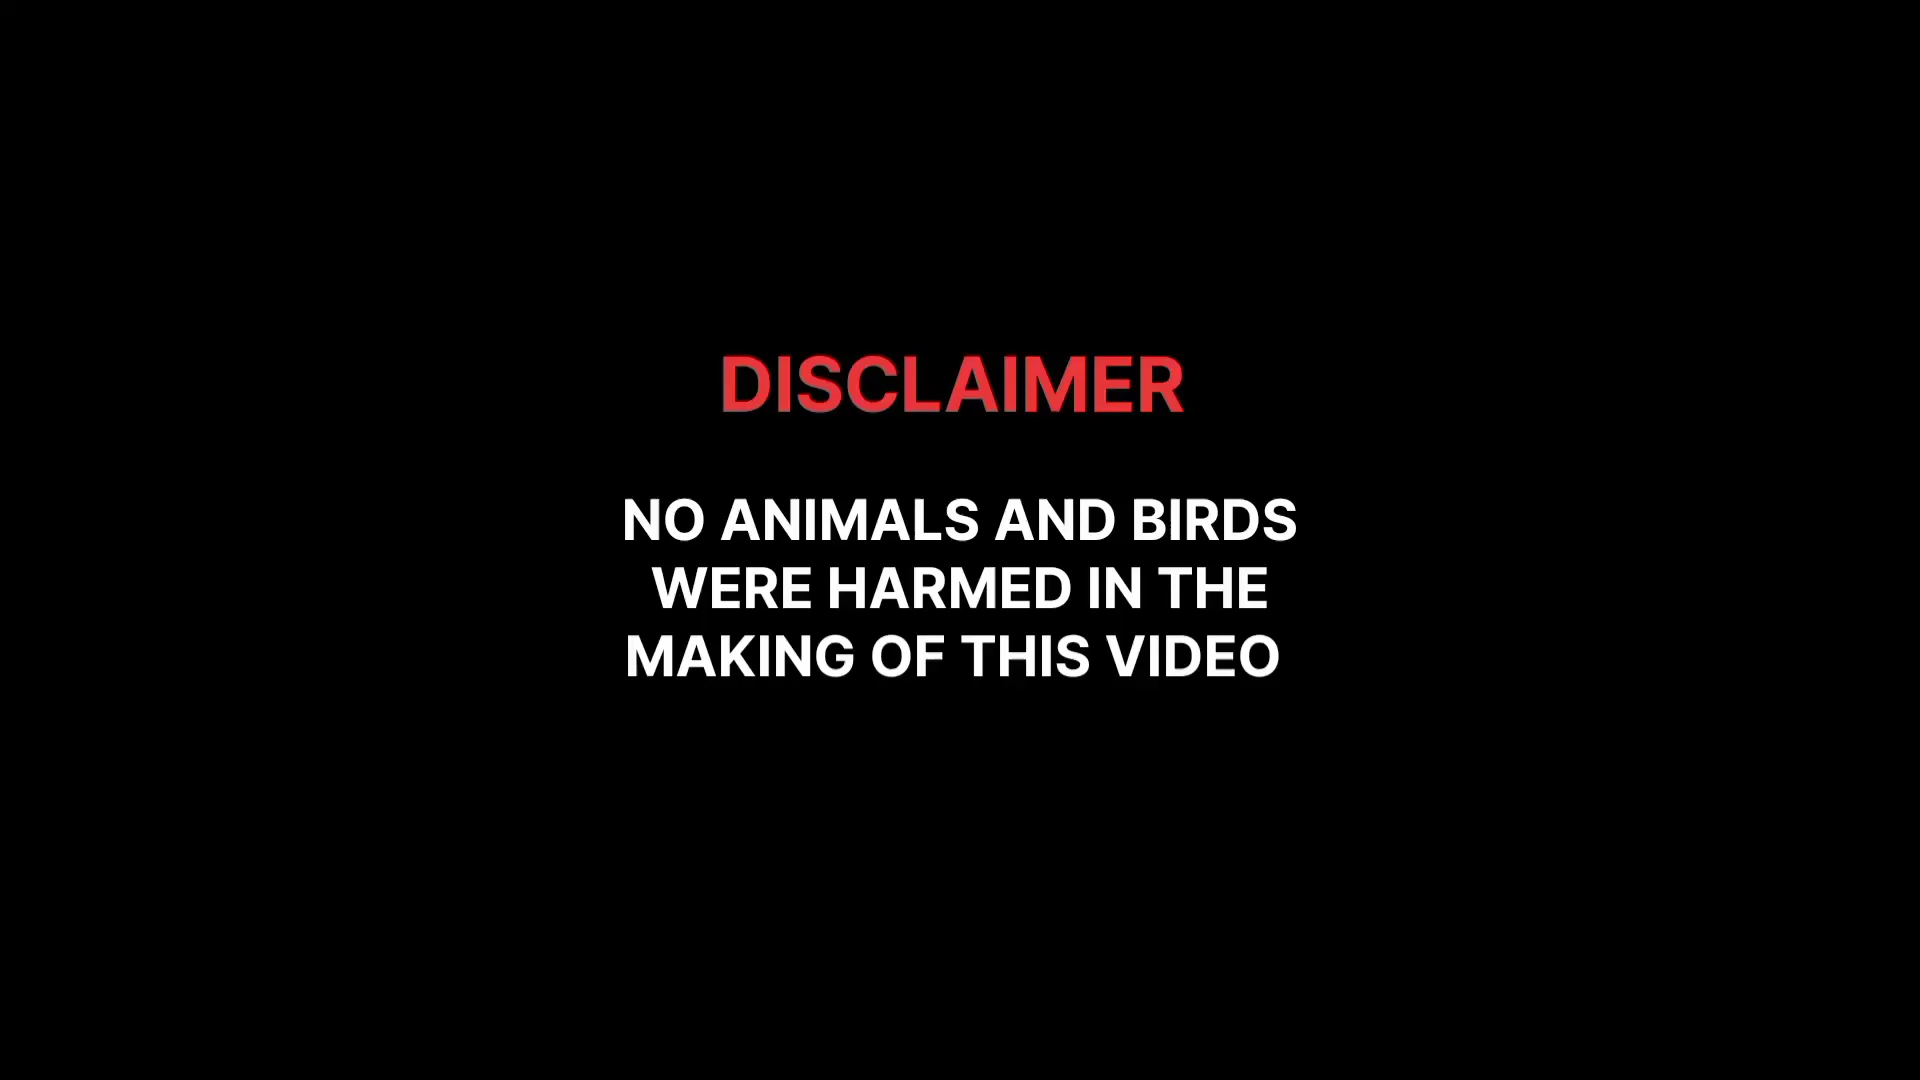 DISCLAIMER
NO ANIMALS AND BIRDS
WERE HARMED IN THE
MAKING OF THIS VIDEO